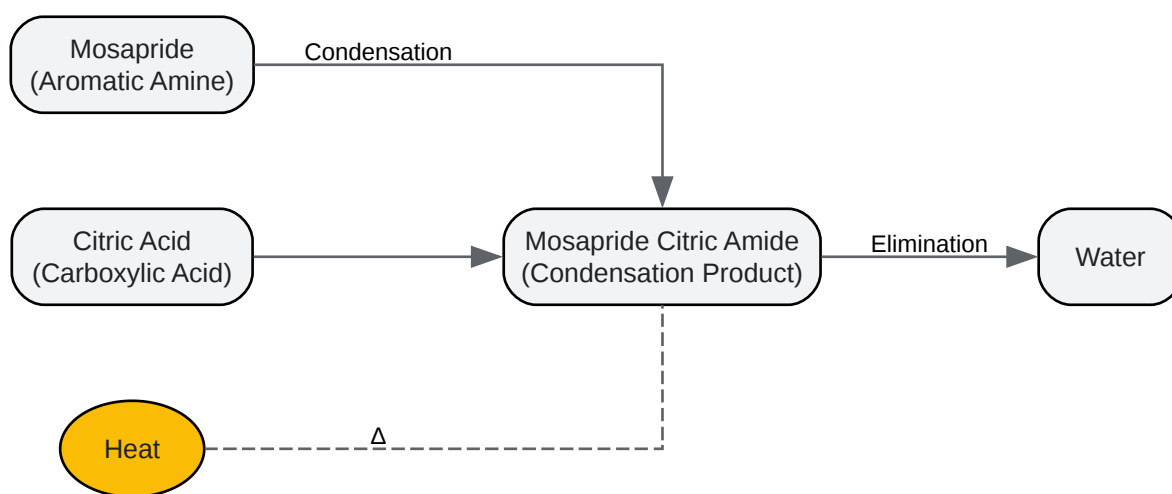 Mosapride
(Aromatic Amine)
Condensation
Citric Acid
(Carboxylic Acid)
Mosapride Citric Amide
(Condensation Product)
Elimination
Water
Heat
Δ